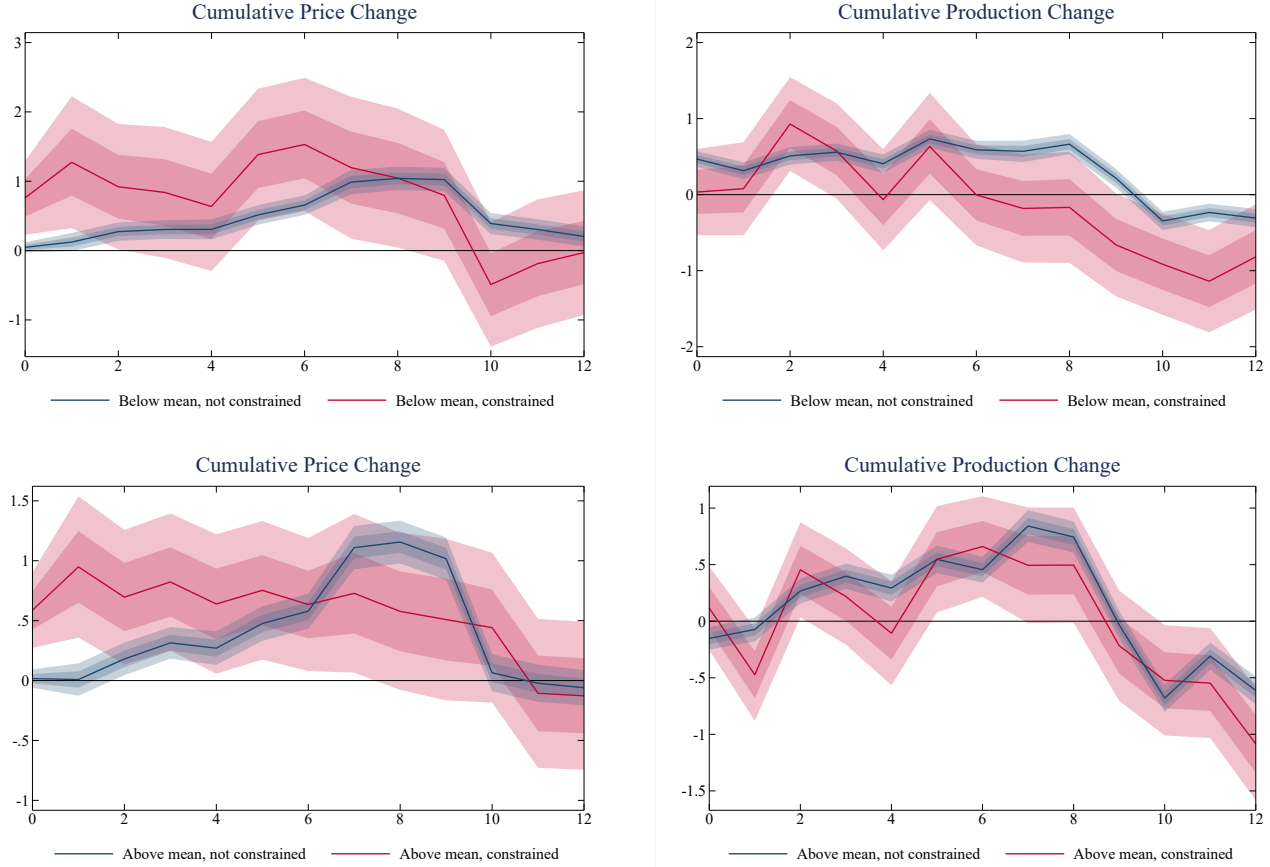 Cumulative Price Change
3
2
1
0
-1
0 2 4 6 8 10 12
Below mean, not constrained Below mean, constrained
Cumulative Production Change
2
1
0
-1
-2
0 2 4 6 8 10 12
Below mean, not constrained Below mean, constrained
Cumulative Price Change
1.5
1
.5
0
-.5
-1
0 2 4 6 8 10 12
Above mean, not constrained Above mean, constrained
Cumulative Production Change
1
.5
0
-.5
-1
-1.5
0 2 4 6 8 10 12
Above mean, not constrained Above mean, constrained